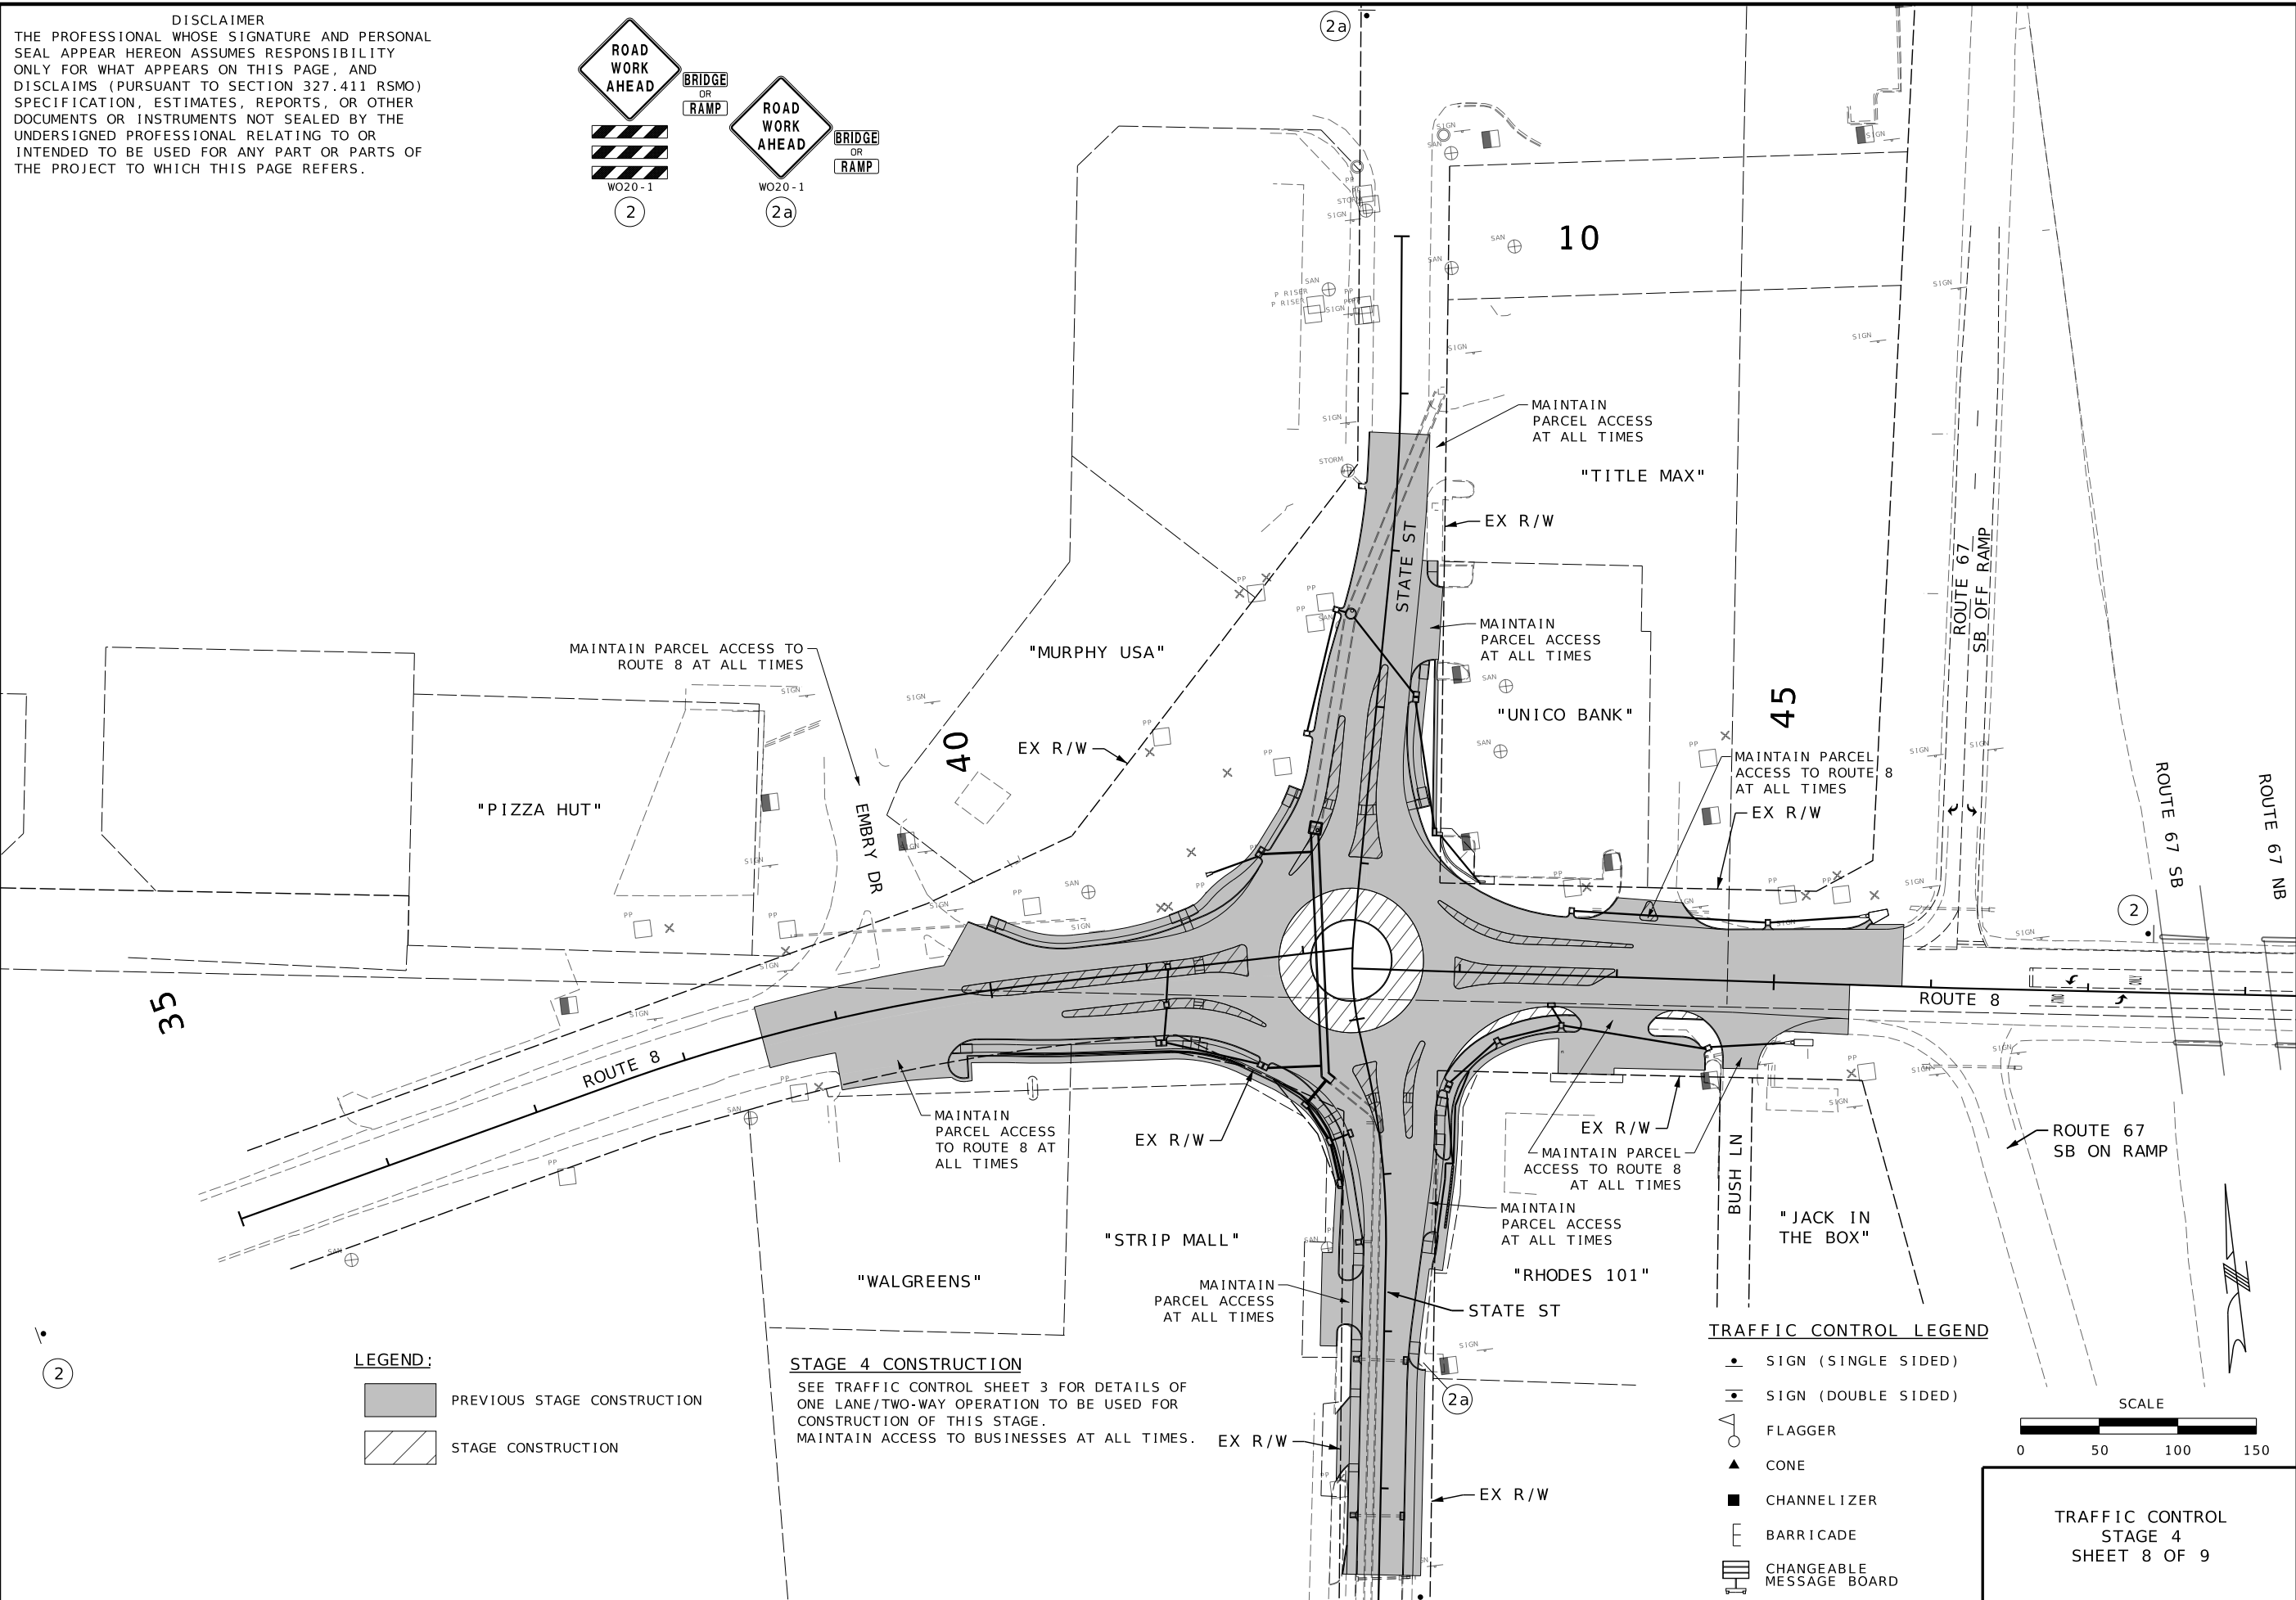 DISCLAIMER
THE PROFESSIONAL WHOSE SIGNATURE AND PERSONAL
SEAL APPEAR HEREON ASSUMES RESPONSIBILITY
ONLY FOR WHAT APPEARS ON THIS PAGE, AND
DISCLAIMS (PURSUANT TO SECTION 327.411 RSMO)
SPECIFICATION, ESTIMATES, REPORTS, OR OTHER
DOCUMENTS OR INSTRUMENTS NOT SEALED BY THE
UNDERSIGNED PROFESSIONAL RELATING TO OR
INTENDED TO BE USED FOR ANY PART OR PARTS OF
THE PROJECT TO WHICH THIS PAGE REFERS.
ROAD
WORK
AHEAD
BRIDGE
OR
RAMP
WO20-1
2
ROAD
WORK
AHEAD
BRIDGE
OR
RAMP
WO20-1
2a
2a
10
MAINTAIN
PARCEL ACCESS
AT ALL TIMES
"TITLE MAX"
EX R/W
STATE ST
MAINTAIN
PARCEL ACCESS
AT ALL TIMES
"UNICO BANK"
45
MAINTAIN PARCEL
ACCESS TO ROUTE 8
AT ALL TIMES
EX R/W
ROUTE 67
SB OFF RAMP
ROUTE 67 SB
ROUTE 67 NB
2
MAINTAIN PARCEL ACCESS TO
ROUTE 8 AT ALL TIMES
"MURPHY USA"
EX R/W
40
"PIZZA HUT"
EMBRY DR
35
ROUTE 8
ROUTE 8
MAINTAIN
PARCEL ACCESS
TO ROUTE 8 AT
ALL TIMES
EX R/W
EX R/W
MAINTAIN PARCEL
ACCESS TO ROUTE 8
AT ALL TIMES
BUSH LN
ROUTE 67
SB ON RAMP
MAINTAIN
PARCEL ACCESS
AT ALL TIMES
"JACK IN
THE BOX"
"STRIP MALL"
"WALGREENS"
"RHODES 101"
MAINTAIN
PARCEL ACCESS
AT ALL TIMES
STATE ST
2
2a
EX R/W
EX R/W
LEGEND:
PREVIOUS STAGE CONSTRUCTION
STAGE CONSTRUCTION
STAGE 4 CONSTRUCTION
SEE TRAFFIC CONTROL SHEET 3 FOR DETAILS OF
ONE LANE/TWO-WAY OPERATION TO BE USED FOR
CONSTRUCTION OF THIS STAGE.
MAINTAIN ACCESS TO BUSINESSES AT ALL TIMES.
TRAFFIC CONTROL LEGEND
SIGN (SINGLE SIDED)
SIGN (DOUBLE SIDED)
FLAGGER
CONE
CHANNELIZER
BARRICADE
CHANGEABLE
MESSAGE BOARD
SCALE
0 50 100 150
TRAFFIC CONTROL
STAGE 4
SHEET 8 OF 9